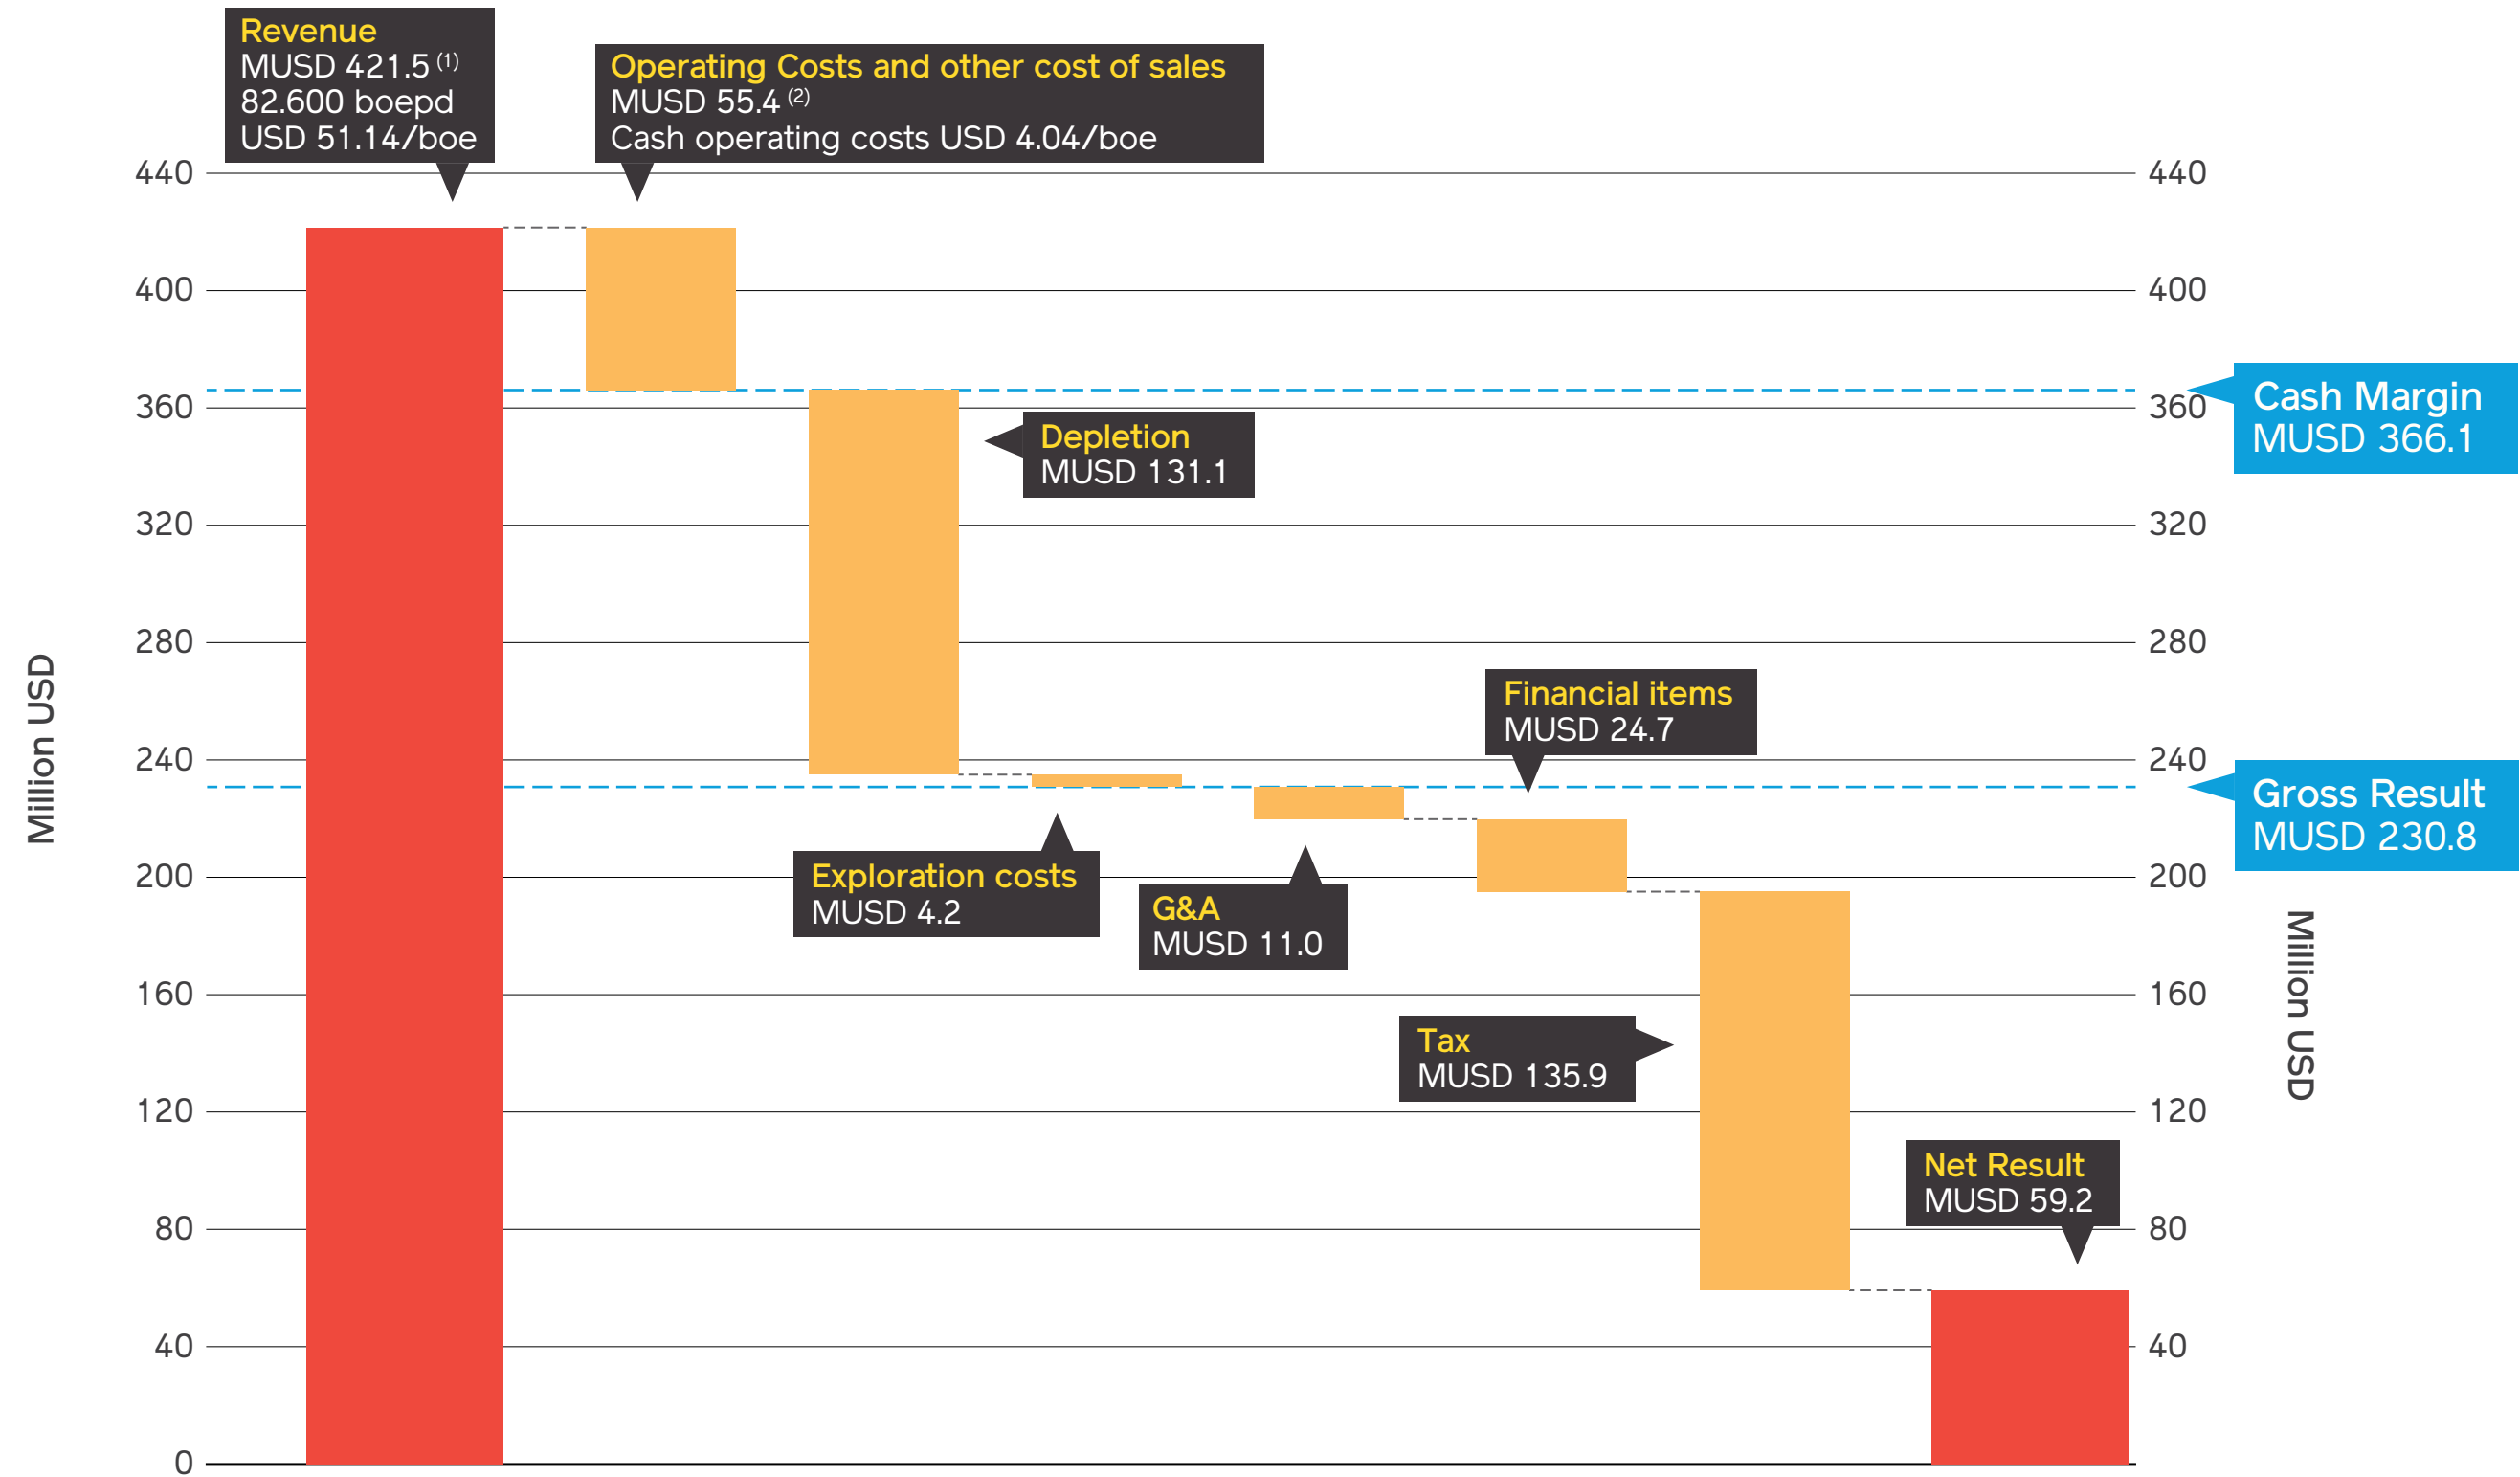 Revenue
MUSD 421.5 (1)
82.600 boepd
USD 51.14/boe
Operating Costs and other cost of sales
MUSD 55.4 (2)
Cash operating costs USD 4.04/boe
440
400
360
320
280
240
200
160
120
80
40
0
Million USD
Depletion
MUSD 131.1
Exploration costs
MUSD 4.2
G&A
MUSD 11.0
Financial items
MUSD 24.7
Tax
MUSD 135.9
Net Result
MUSD 59.2
440
400
360
320
280
240
200
160
120
80
40
Cash Margin
MUSD 366.1
Gross Result
MUSD 230.8
Million USD